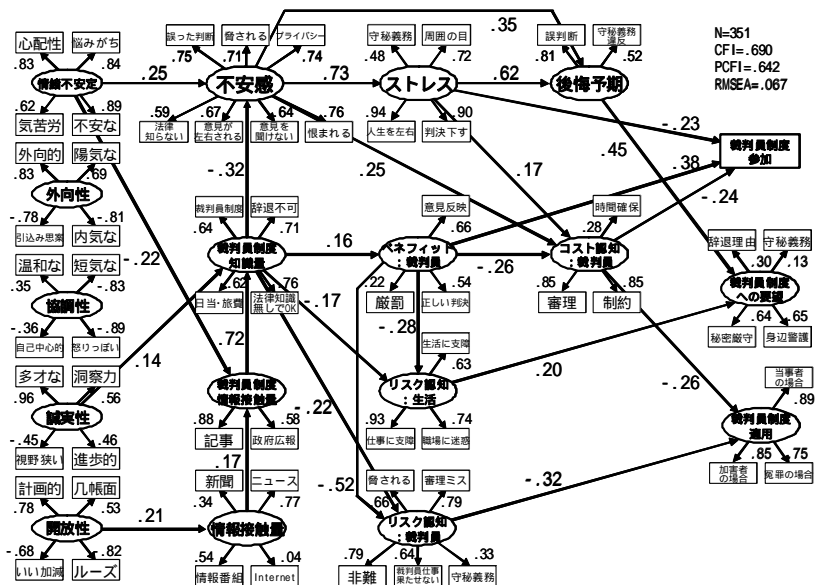 N=351
CFI=.690
PCFI=.642
RMSEA=.067
.35
心配性
悩みがち
.83
.84
情緒不安定
.62
.89
気苦労
不安な
.25
誤った判断
脅される
プライバシー
.75
.71
.74
不安感
.59
.67
.64
.76
法律
知らない
意見が
左右される
意見を
聞けない
恨まれる
.73
守秘義務
周囲の目
.48
.72
ストレス
.94
.90
人生を左右
判決下す
.62
誤判断
守秘義務
違反
.81
.52
後悔予期
-.23
裁判員制度
参加
.38
-.24
.45
.17
.25
-.32
外向的
陽気な
.83
.69
外向性
-.78
-.81
引込み思案
内気な
-.22
裁判員制度
辞退不可
.64
.71
裁判員制度
知識量
.62
.76
日当・旅費
法律知識
無しでOK
.16
意見反映
.66
ベネフィット
:裁判員
.22
.54
厳罰
正しい判決
-.26
時間確保
.28
コスト認知
:裁判員
.85
.85
審理
制約
辞退理由
守秘義務
.30
.13
裁判員制度
への要望
.64
.65
秘密厳守
身辺警護
温和な
短気な
.35
-.83
協調性
-.36
-.89
自己中心的
怒りっぽい
.14
.72
-.17
-.28
生活に支障
.63
リスク認知
:生活
.93
.74
仕事に支障
職場に迷惑
.20
-.26
当事者
の場合
.89
裁判員制度
適用
.85
.75
加害者
の場合
冤罪の場合
多才な
洞察力
.96
.56
誠実性
-.45
.46
視野狭い
進歩的
裁判員制度
情報接触量
.88
.58
記事
政府広報
-.22
.17
-.52
-.32
計画的
几帳面
.78
.53
開放性
-.68
-.82
いい加減
ルーズ
.21
新聞
ニュース
.34
.77
情報接触量
.54
.04
情報番組
Internet
脅される
審理ミス
.66
.79
リスク認知
:裁判員
.79
.64
.33
非難
裁判員仕事
果たせない
守秘義務